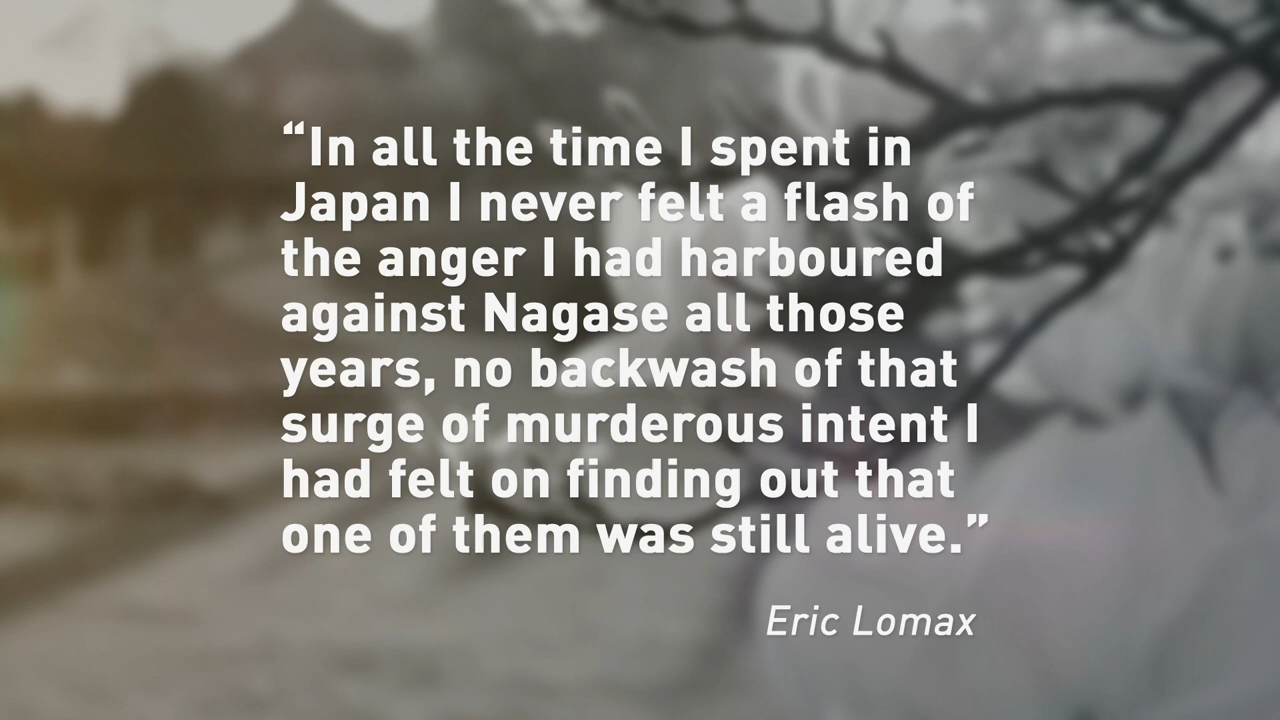 “In all the time I spent in
Japan I never felt a flash of
the anger I had harboured
against Nagase all those
years, no backwash of that
surge of murderous intent I
had felt on finding out that
one of them was still alive.”
Eric Lomax